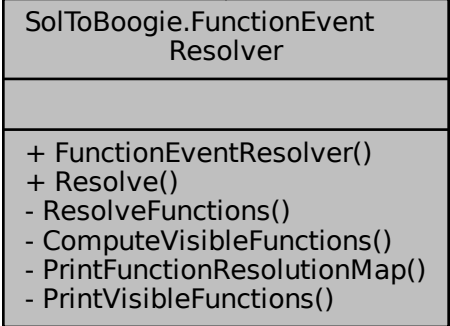 SolToBoogie.FunctionEvent
Resolver
+ FunctionEventResolver()
+ Resolve()
- ResolveFunctions()
- ComputeVisibleFunctions()
- PrintFunctionResolutionMap()
- PrintVisibleFunctions()